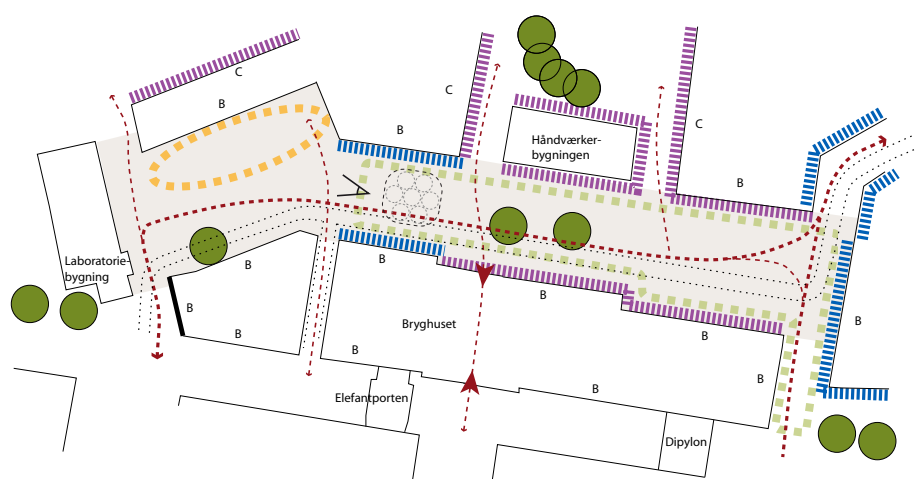 C
B
B
C
C
Håndværker-
bygningen
B
Laboratorie-
bygning
B
B
B
B
B
B
B
Bryghuset
B
B
B
B
Elefantporten
Dipylon